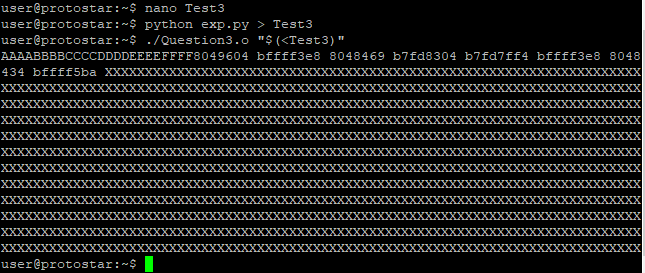 user@protostar:~$ nano Test3
user@protostar:~$ python exp.py > Test3
user@protostar:~$ ./Question3.o "$(<Test3)"
AAAABBBBCCCCDDDDEEEEFFFF8049604 bffff3e8 8048469 b7fd8304 b7fd7ff4 bffff3e8 8048
434 bffff5ba XXXXXXXXXXXXXXXXXXXXXXXXXXXXXXXXXXXXXXXXXXXXXXXXXXXXXXXXXXXXXXXXXXX
XXXXXXXXXXXXXXXXXXXXXXXXXXXXXXXXXXXXXXXXXXXXXXXXXXXXXXXXXXXXXXXXXXXXXXXXXXXXXXXX
XXXXXXXXXXXXXXXXXXXXXXXXXXXXXXXXXXXXXXXXXXXXXXXXXXXXXXXXXXXXXXXXXXXXXXXXXXXXXXXX
XXXXXXXXXXXXXXXXXXXXXXXXXXXXXXXXXXXXXXXXXXXXXXXXXXXXXXXXXXXXXXXXXXXXXXXXXXXXXXXX
XXXXXXXXXXXXXXXXXXXXXXXXXXXXXXXXXXXXXXXXXXXXXXXXXXXXXXXXXXXXXXXXXXXXXXXXXXXXXXXX
XXXXXXXXXXXXXXXXXXXXXXXXXXXXXXXXXXXXXXXXXXXXXXXXXXXXXXXXXXXXXXXXXXXXXXXXXXXXXXXX
XXXXXXXXXXXXXXXXXXXXXXXXXXXXXXXXXXXXXXXXXXXXXXXXXXXXXXXXXXXXXXXXXXXXXXXXXXXXXXXX
XXXXXXXXXXXXXXXXXXXXXXXXXXXXXXXXXXXXXXXXXXXXXXXXXXXXXXXXXXXXXXXXXXXXXXXXXXXXXXXX
XXXXXXXXXXXXXXXXXXXXXXXXXXXXXXXXXXXXXXXXXXXXXXXXXXXXXXXXXXXXXXXXXXXXXXXXXXXXXXXX
XXXXXXXXXXXXXXXXXXXXXXXXXXXXXXXXXXXXXXXXXXXXXXXXXXXXXXXXXXXXXXXXXXXXXXXXXXXXXXXX
XXXXXXXXXXXXXXXXXXXXXXXXXXXXXXXXXXXXXXXXXXXXXXXXXXXXXXXXXXXXXXXXXXXXXXXXXXXXXXXX
XXXXXXXXXXXXXXXXXXXXXXXXXXXXXXXXXXXXXXXXXXXXXXXXXXXXXXXXXXXXXXXXXXXXXXXXXXXXXXXX
user@protostar:~$